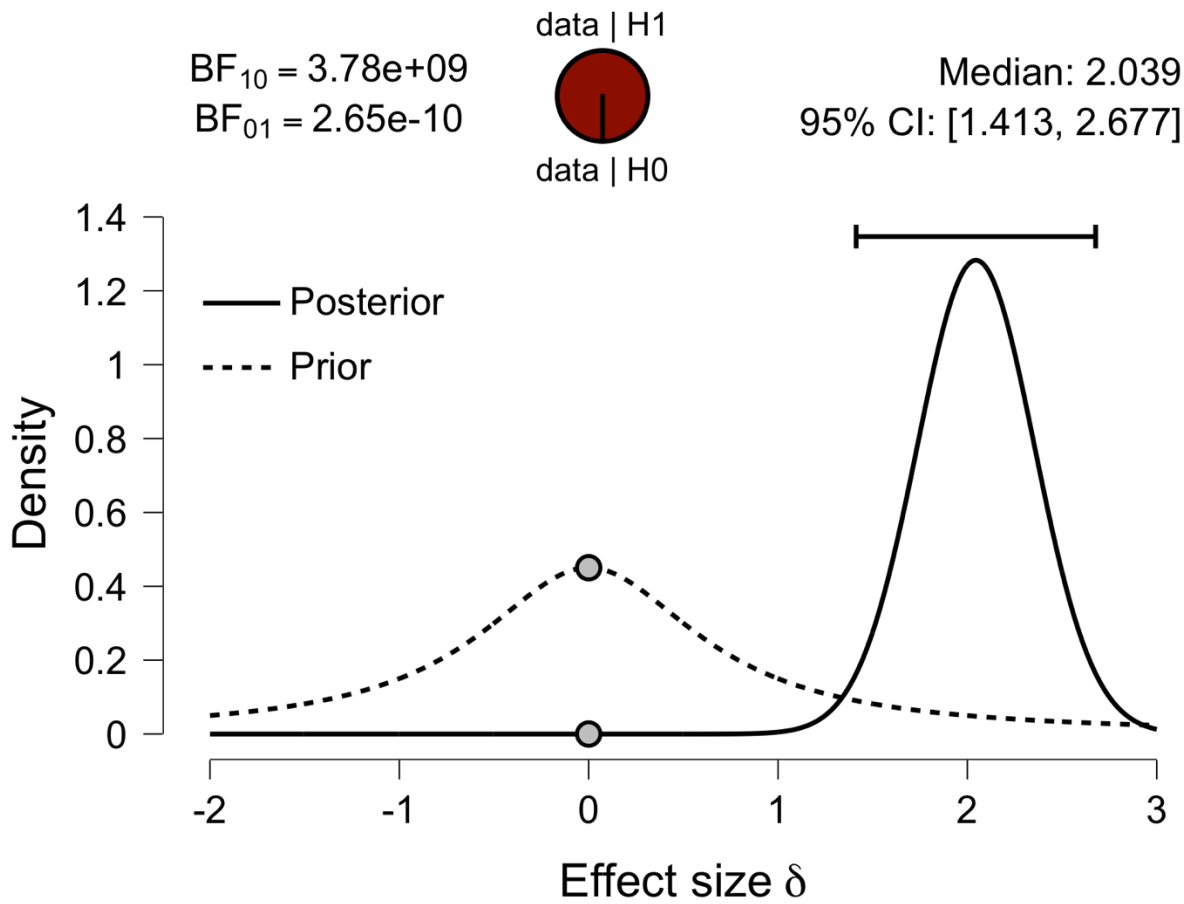 data | H1
BF10 = 3.78e+09
BF01 = 2.65e-10
data | H0
Median: 2.039
95% CI: [1.413, 2.677]
1.4
1.2
1
0.8
0.6
0.4
0.2
0
Density
Posterior
Prior
-2 -1 0 1 2 3
Effect size δ